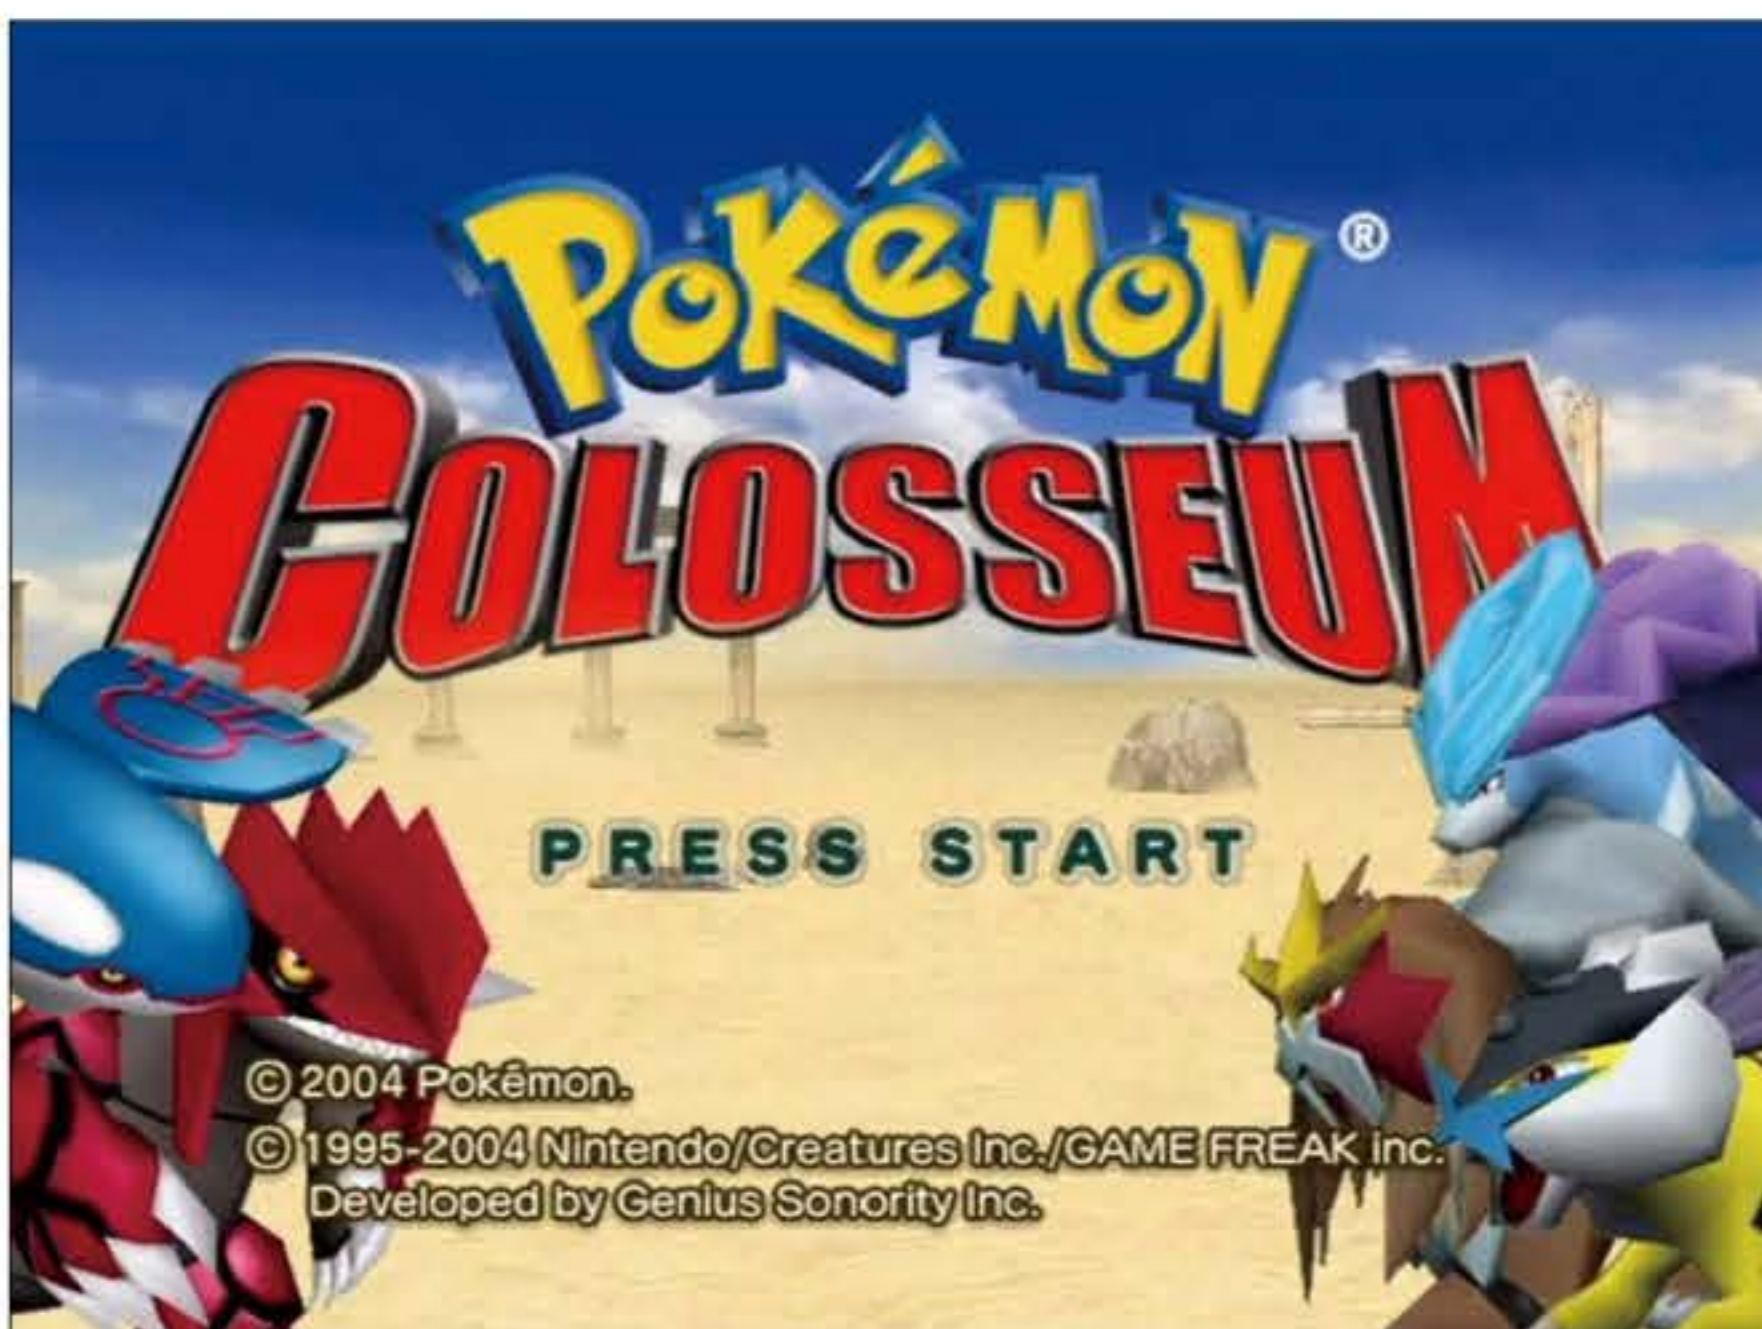 POKéMON®
COLOSSEUM
PRESS START
© 2004 Pokémon.
© 1995-2004 Nintendo/Creatures Inc./GAME FREAK inc.
Developed by Genius Sonority Inc.